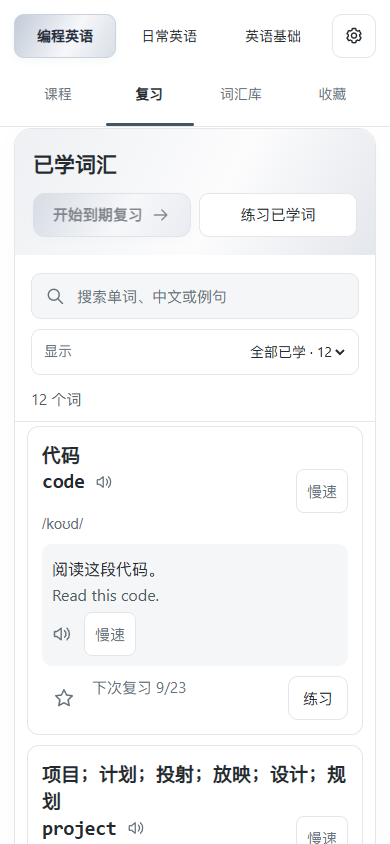 编程英语 日常英语 英语基础
课程 复习 词汇库 收藏
已学词汇
开始到期复习 → 练习已学词
搜索单词、中文或例句
显示 全部已学 · 12
12 个词
代码
code
慢速
/koʊd/
阅读这段代码。
Read this code.
慢速
下次复习 9/23 练习
项目；计划；投射；放映；设计；规
划
project
慢速